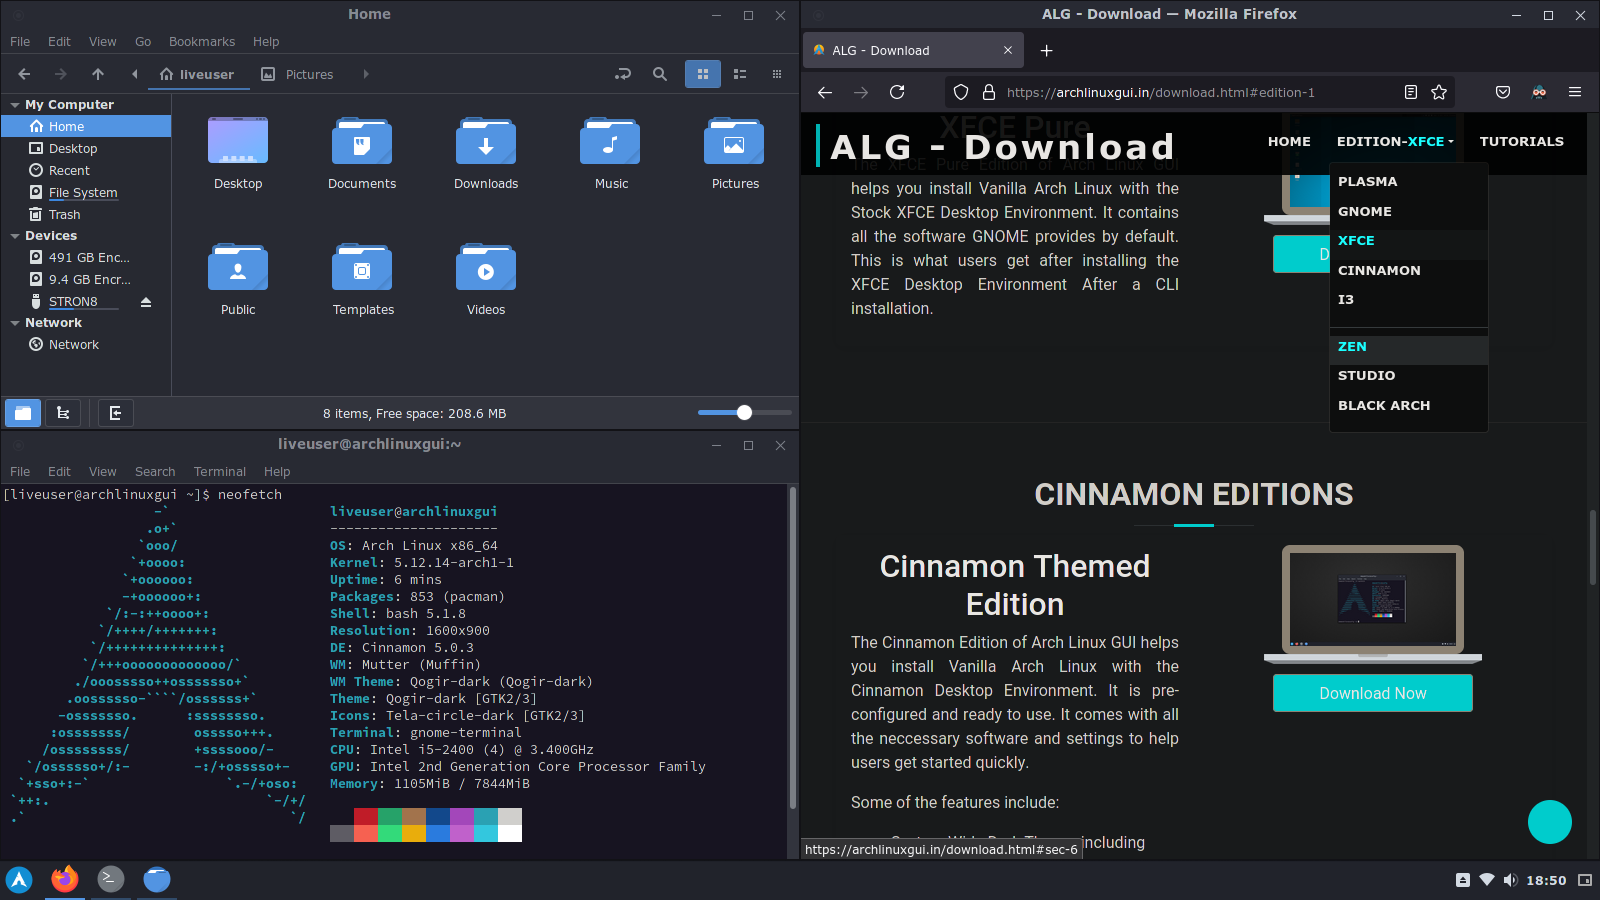 Home
File Edit View Go Bookmarks Help
liveuser Pictures
My Computer
Home
Desktop
Recent
File System
Trash
Devices
491 GB Enc...
9.4 GB Encr...
STRON8
Network
Network
Desktop Documents Downloads Music Pictures
Public Templates Videos
8 items, Free space: 208.6 MB
liveuser@archlinuxgui:~
File Edit View Search Terminal Help
[liveuser@archlinuxgui ~]$ neofetch
liveuser@archlinuxgui
---------------------
OS: Arch Linux x86_64
Kernel: 5.12.14-arch1-1
Uptime: 6 mins
Packages: 853 (pacman)
Shell: bash 5.1.8
Resolution: 1600x900
DE: Cinnamon 5.0.3
WM: Mutter (Muffin)
WM Theme: Qogir-dark (Qogir-dark)
Theme: Qogir-dark [GTK2/3]
Icons: Tela-circle-dark [GTK2/3]
Terminal: gnome-terminal
CPU: Intel i5-2400 (4) @ 3.400GHz
GPU: Intel 2nd Generation Core Processor Family
Memory: 1105MiB / 7844MiB
ALG - Download — Mozilla Firefox
ALG - Download
https://archlinuxgui.in/download.html#edition-1
XFCE Pure
ALG - Download
HOME EDITION-XFCE TUTORIALS
The XFCE Pure Edition of Arch Linux GUI
helps you install Vanilla Arch Linux with the
Stock XFCE Desktop Environment. It contains
all the software GNOME provides by default.
This is what users get after installing the
XFCE Desktop Environment After a CLI
installation.
D
PLASMA
GNOME
XFCE
CINNAMON
I3
ZEN
STUDIO
BLACK ARCH
CINNAMON EDITIONS
Cinnamon Themed
Edition
The Cinnamon Edition of Arch Linux GUI helps
you install Vanilla Arch Linux with the
Cinnamon Desktop Environment. It is pre-
configured and ready to use. It comes with all
the neccessary software and settings to help
users get started quickly.
Some of the features include:
including
Download Now
https://archlinuxgui.in/download.html#sec-6
18:50